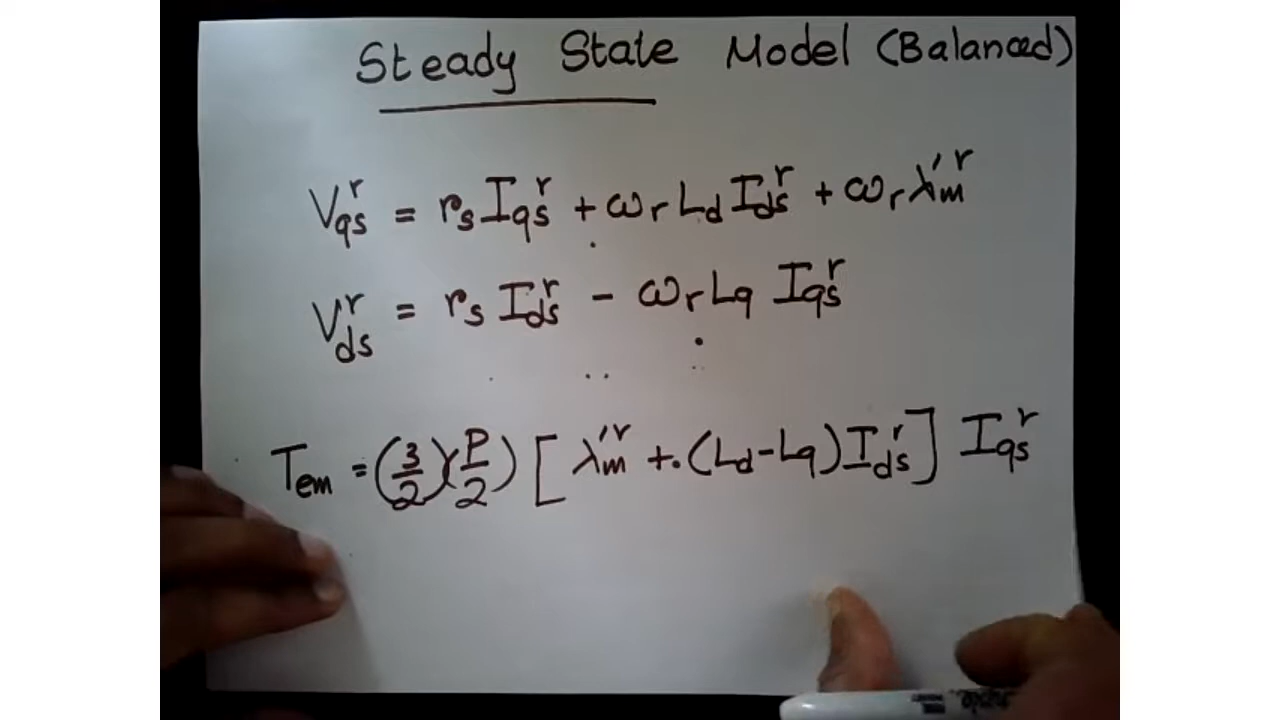 Steady State Model (Balanced)
V^r_qs = r_s I^r_qs + ω_r L_d I^r_ds + ω_r λ'^r_m
V^r_ds = r_s I^r_ds - ω_r L_q I^r_qs
T_em = (3/2)(P/2) [λ'^r_m + (L_d - L_q) I^r_ds] I^r_qs